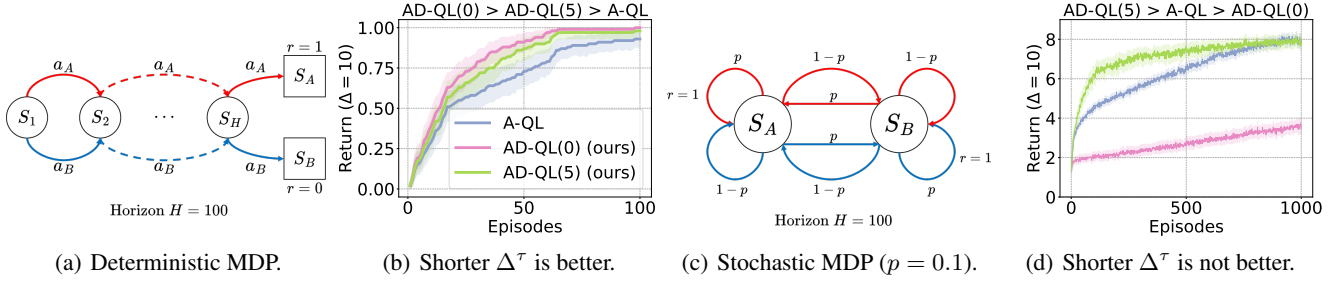 r = 1
a_A
a_A
a_A
S_A
S_1
S_2
⋯
S_H
a_B
a_B
a_B
S_B
r = 0
Horizon H = 100
(a) Deterministic MDP.
AD-QL(0) > AD-QL(5) > A-QL
Return (Δ = 10)
1.00
0.75
0.50
0.25
0.00
A-QL
AD-QL(0) (ours)
AD-QL(5) (ours)
0 50 100
Episodes
(b) Shorter Δ^τ is better.
p
1−p
1−p
r = 1
p
S_A
S_B
p
r = 1
1−p
1−p
p
Horizon H = 100
(c) Stochastic MDP (p = 0.1).
AD-QL(5) > A-QL > AD-QL(0)
Return (Δ = 10)
8
6
4
2
0
0 500 1000
Episodes
(d) Shorter Δ^τ is not better.